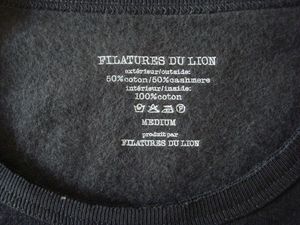 FILATURES DU LION
extérieur/outside:
50%coton/50%cashmere
intérieur/inside:
100%coton
MEDIUM
produit par
FILATURES DU LION